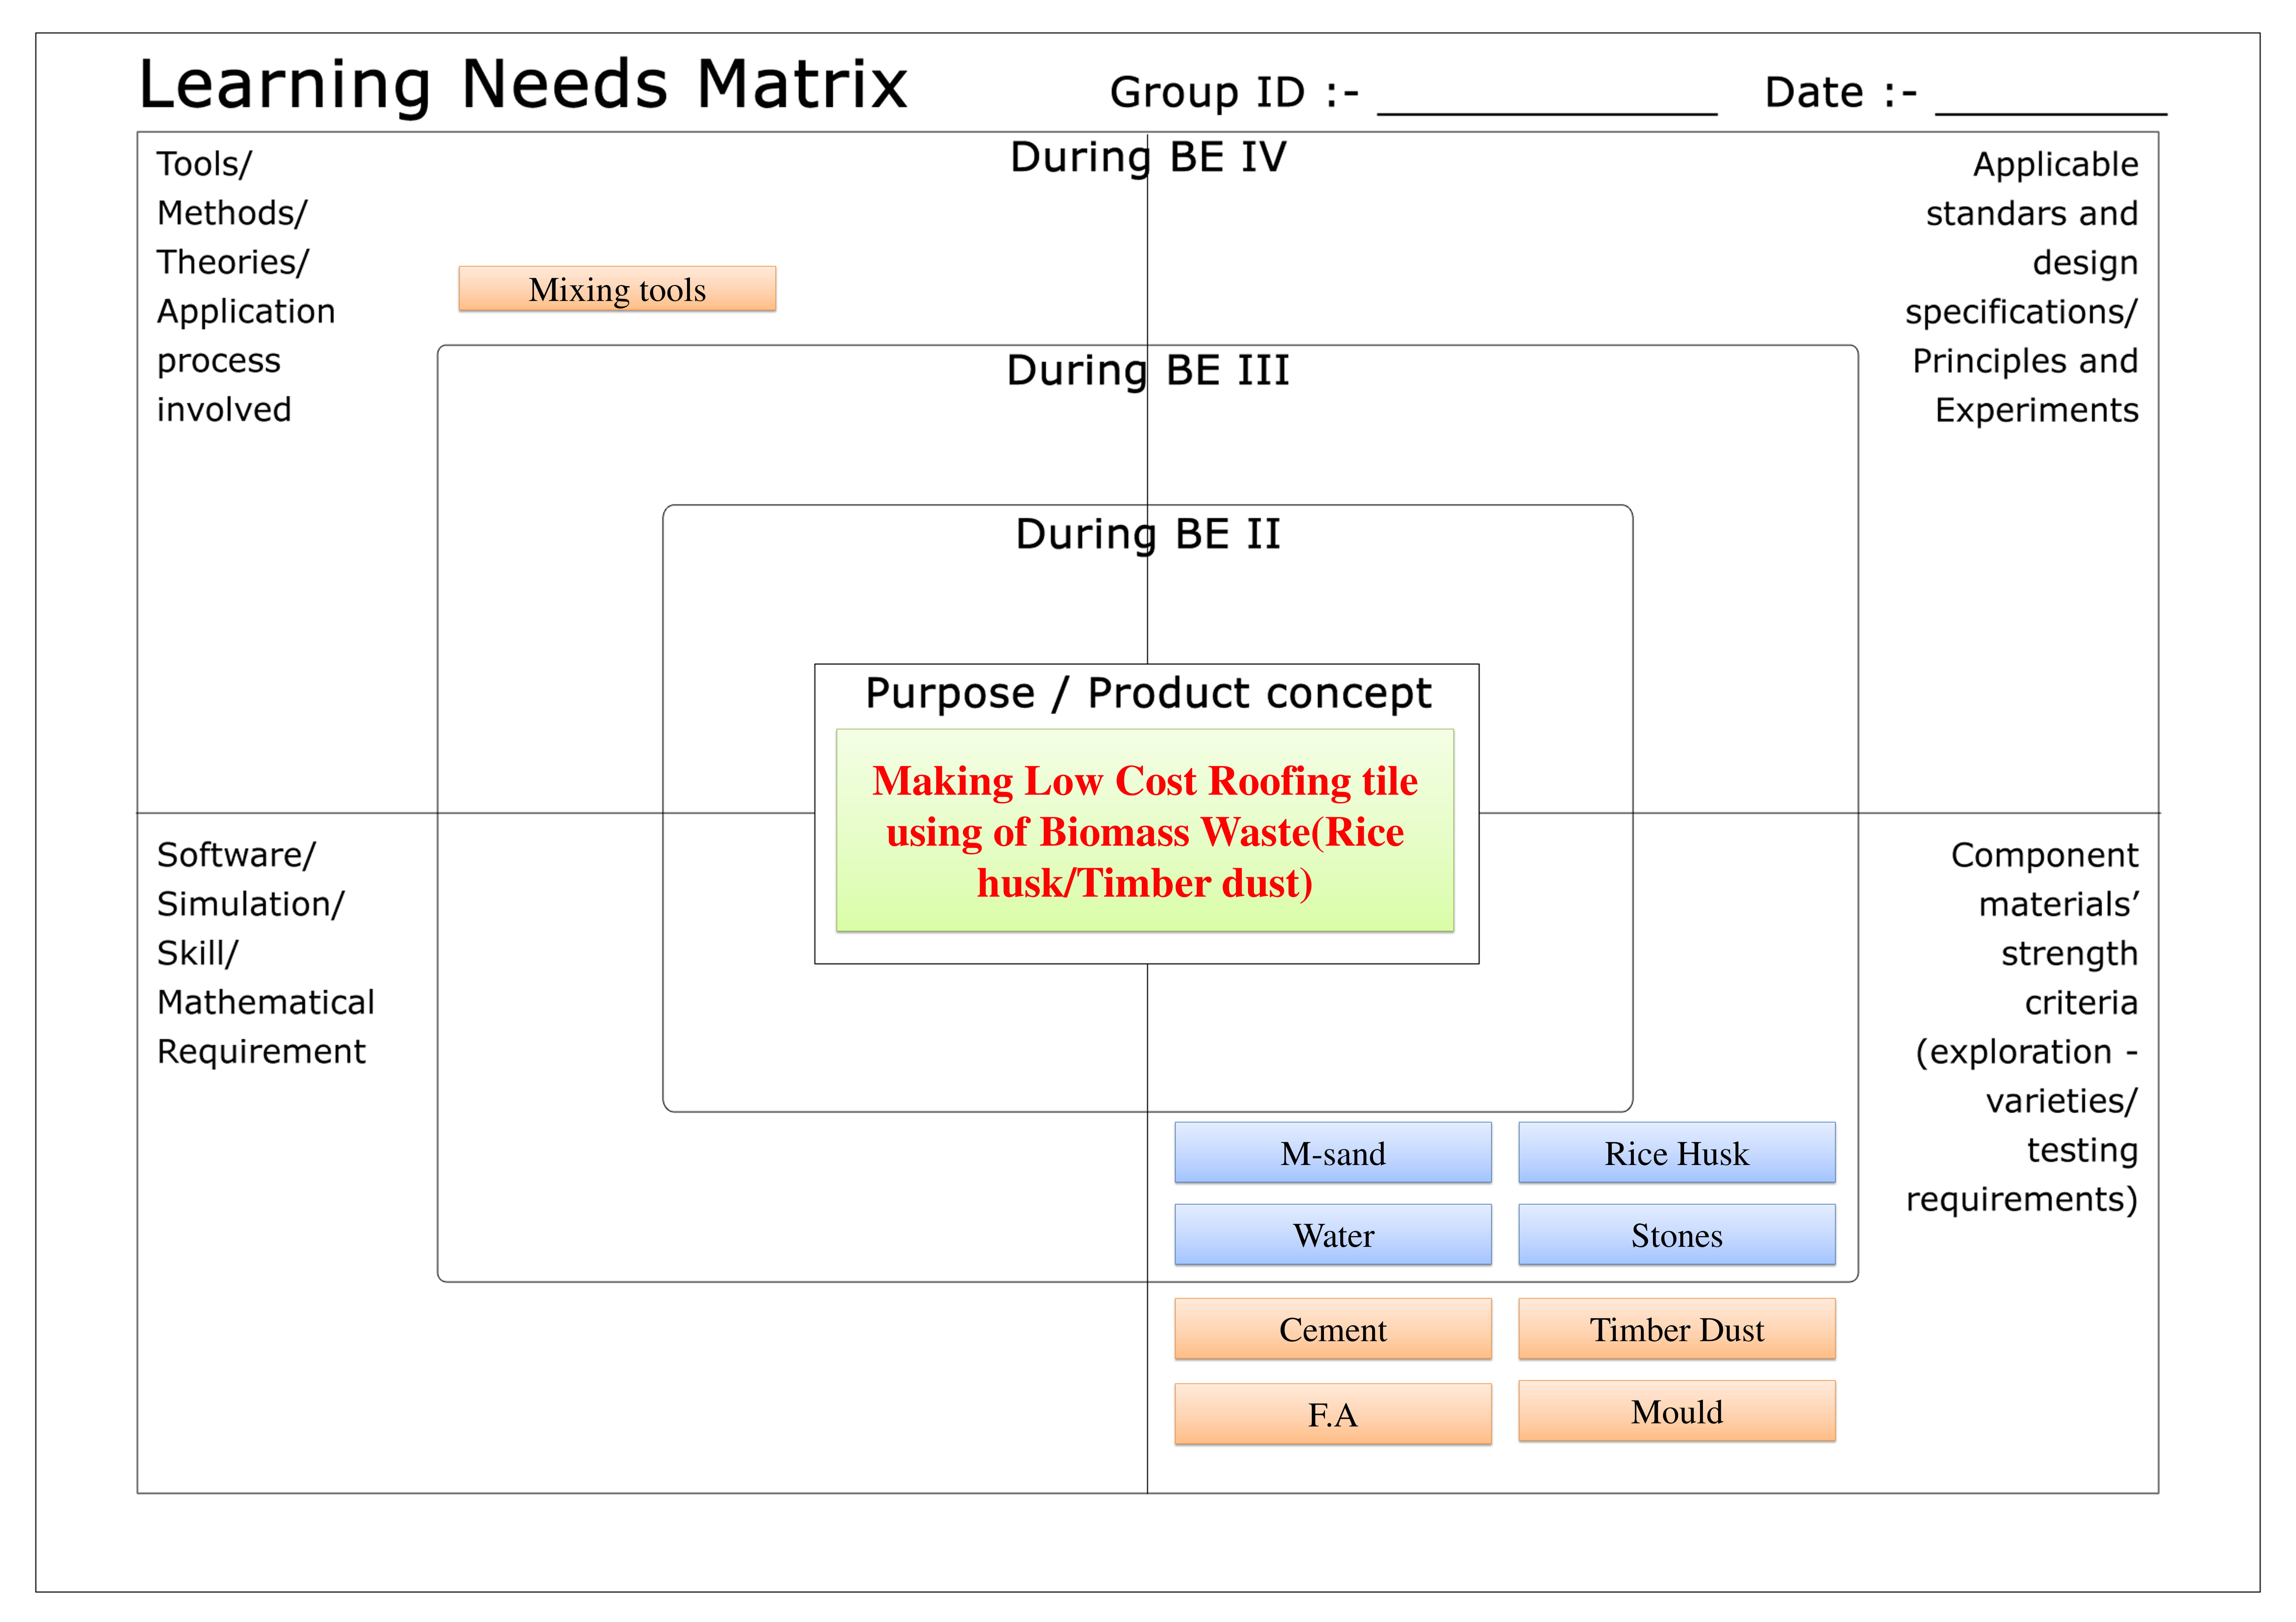 Learning Needs Matrix
Group ID :- ____________
Date :- ________
Tools/
Methods/
Theories/
Application
process
involved
During BE IV
Applicable
standars and
design
specifications/
Principles and
Experiments
Mixing tools
During BE III
During BE II
Purpose / Product concept
Making Low Cost Roofing tile
using of Biomass Waste(Rice
husk/Timber dust)
Software/
Simulation/
Skill/
Mathematical
Requirement
Component
materials’
strength
criteria
(exploration -
varieties/
testing
requirements)
M-sand
Rice Husk
Water
Stones
Cement
Timber Dust
F.A
Mould